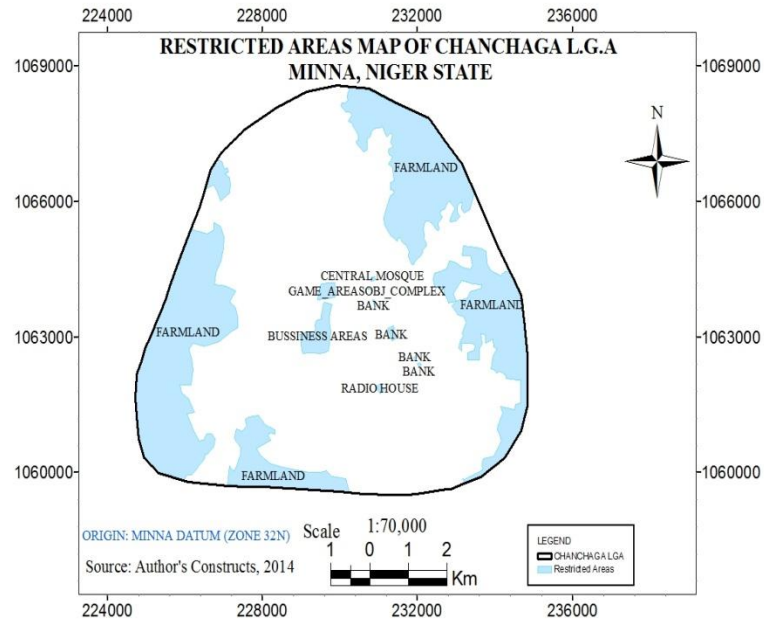 224000 228000 232000 236000
RESTRICTED AREAS MAP OF CHANCHAGA L.G.A
MINNA, NIGER STATE
1069000 1069000
N
FARMLAND
1066000 1066000
CENTRAL MOSQUE
GAME_AREASOBJ_COMPLEX
BANK
FARMLAND
FARMLAND
1063000 1063000
BUSSINESS AREAS
BANK
BANK
BANK
RADIO HOUSE
1060000 1060000
FARMLAND
ORIGIN: MINNA DATUM (ZONE 32N)
Source: Author's Constructs, 2014
Scale 1:70,000
1 0 1 2
Km
LEGEND
CHANCHAGA LGA
Restricted Areas
224000 228000 232000 236000